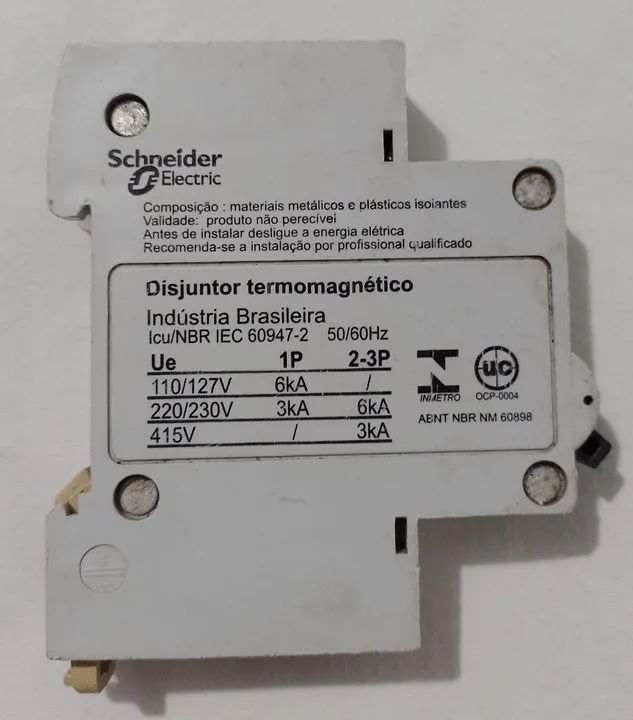 Schneider
Electric
Composição : materiais metálicos e plásticos isolantes
Validade: produto não perecível
Antes de instalar desligue a energia elétrica
Recomenda-se a instalação por profissional qualificado
Disjuntor termomagnético
Indústria Brasileira
Icu/NBR IEC 60947-2 50/60Hz
Ue 1P 2-3P
110/127V 6kA /
220/230V 3kA 6kA
415V / 3kA
INMETRO
UC
OCP-0004
ABNT NBR NM 60898